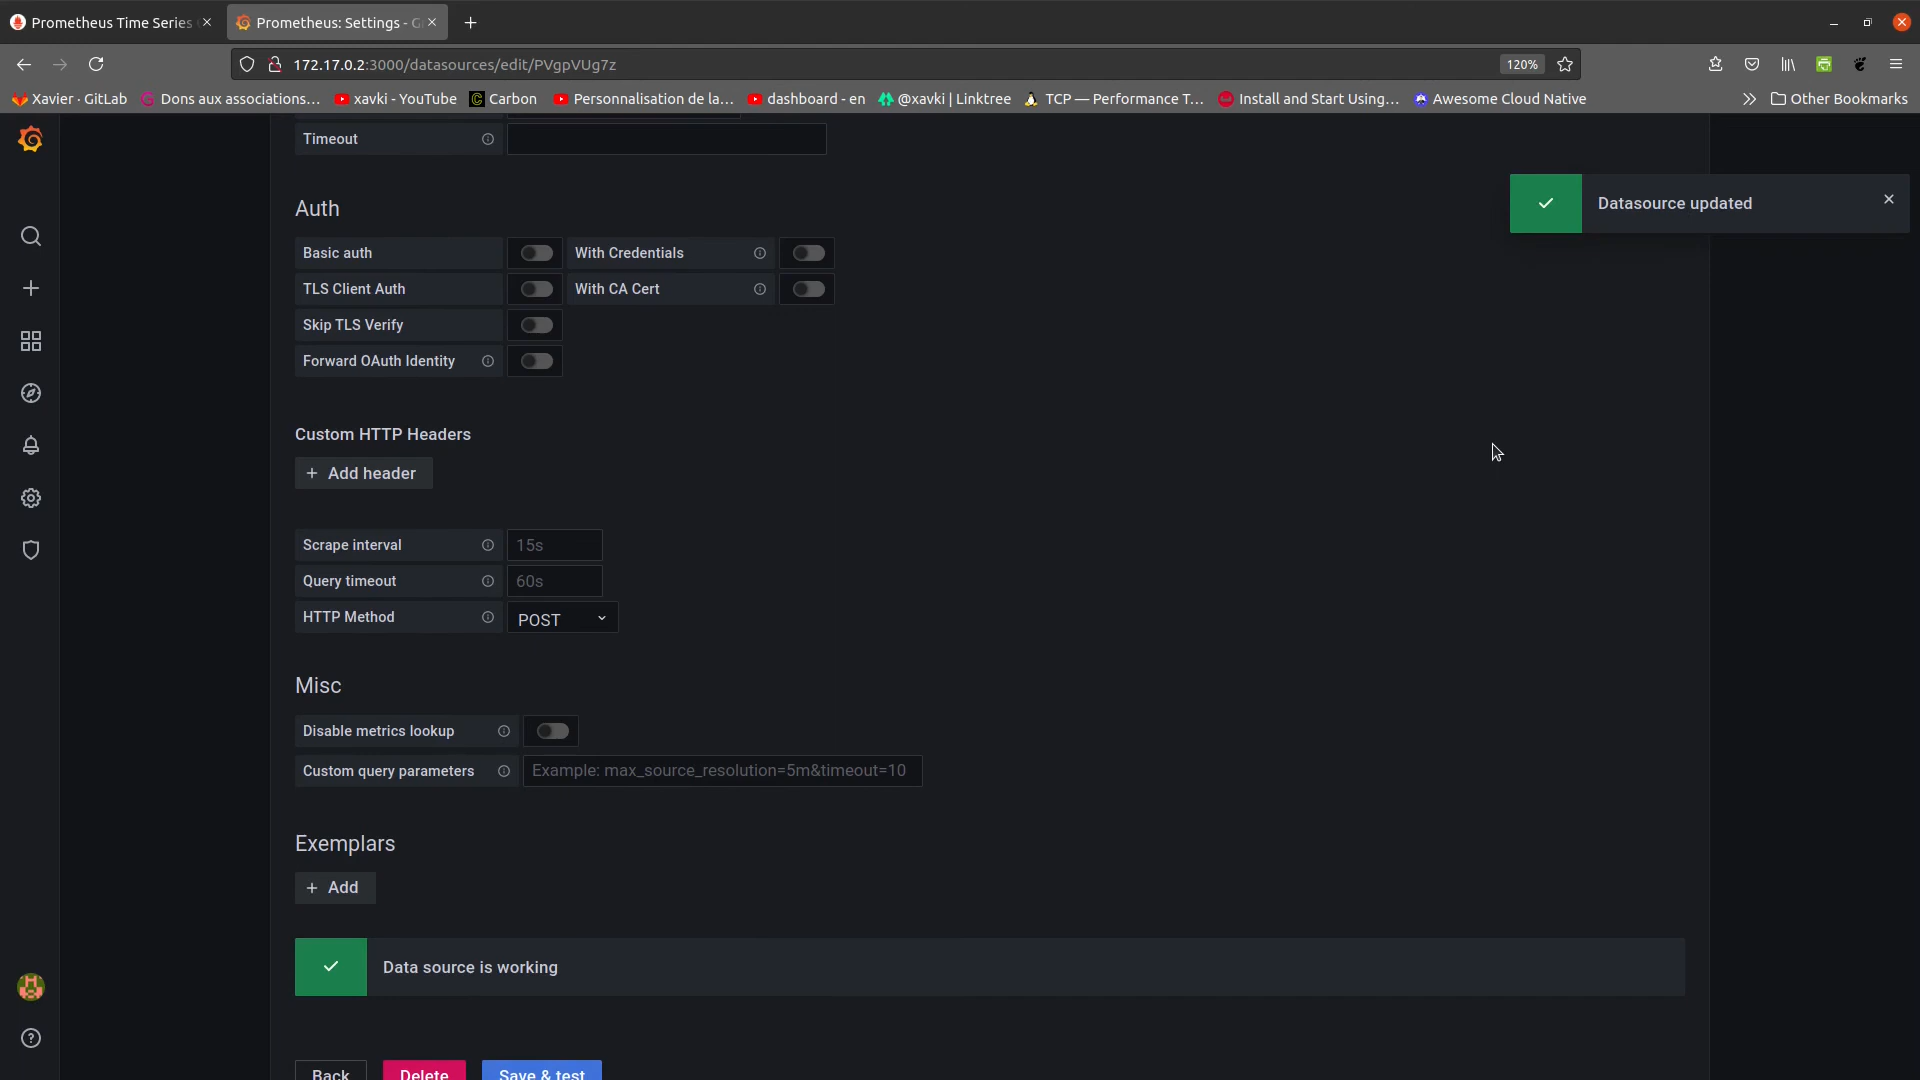 Prometheus Time Series
Prometheus: Settings - G
172.17.0.2:3000/datasources/edit/PVgpVUg7z
120%
Xavier · GitLab
Dons aux associations…
xavki - YouTube
Carbon
Personnalisation de la…
dashboard - en
@xavki | Linktree
TCP — Performance T…
Install and Start Using…
Awesome Cloud Native
Other Bookmarks
Timeout
Datasource updated
Auth
Basic auth
With Credentials
TLS Client Auth
With CA Cert
Skip TLS Verify
Forward OAuth Identity
Custom HTTP Headers
+ Add header
Scrape interval
15s
Query timeout
60s
HTTP Method
POST
Misc
Disable metrics lookup
Custom query parameters
Example: max_source_resolution=5m&timeout=10
Exemplars
+ Add
Data source is working
Back
Delete
Save & test